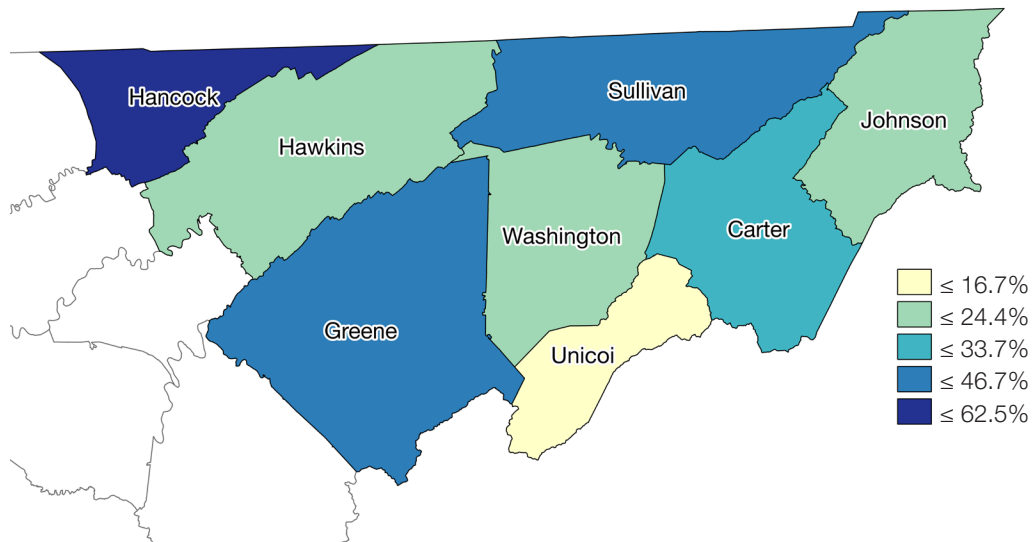 Hancock
Sullivan
Johnson
Hawkins
Carter
Washington
Greene
Unicoi
≤ 16.7%
≤ 24.4%
≤ 33.7%
≤ 46.7%
≤ 62.5%